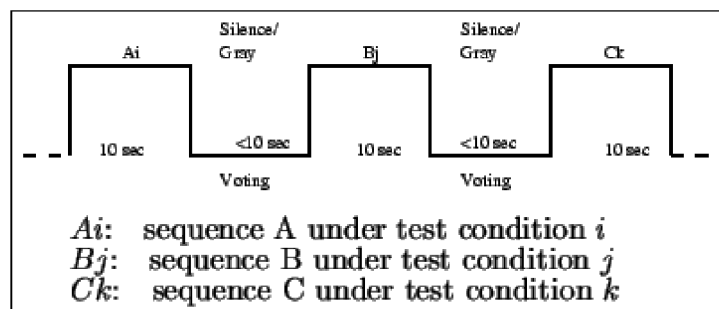 Silence/ Silence/
Ai Gray Bj Gray Ck
10 sec <10 sec 10 sec <10 sec 10 sec
Voting Voting
Ai: sequence A under test condition i
Bj: sequence B under test condition j
Ck: sequence C under test condition k